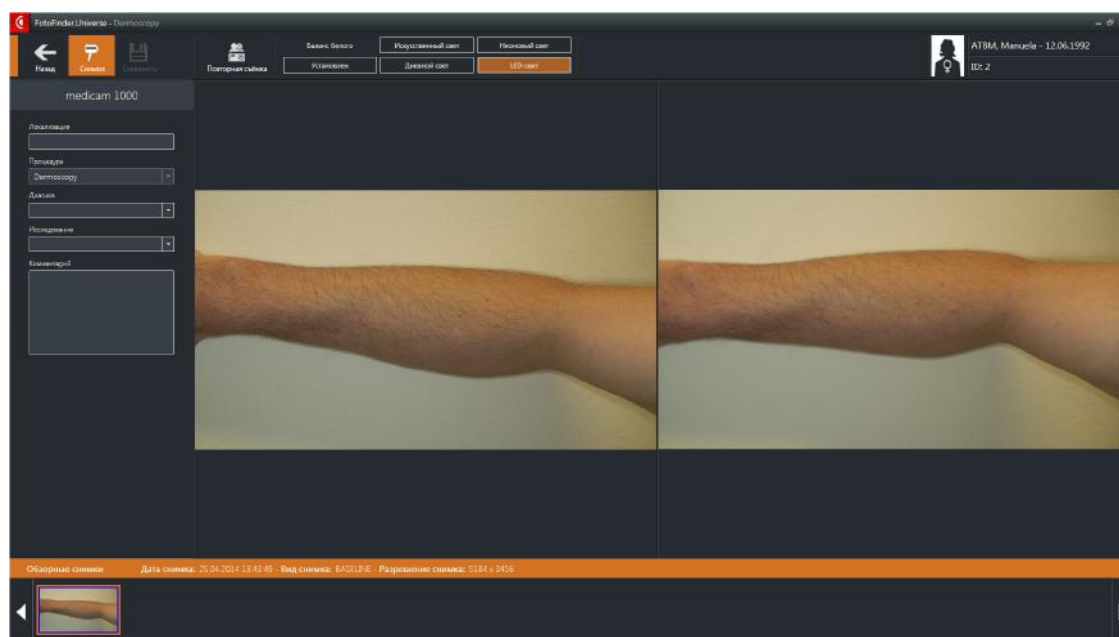 FotoFinder.Universe - Dermoscopy
Назад
Снимок
Сохранить
Повторная съёмка
Баланс белого
Искусственный свет
Неоновый свет
Установлен
Дневной свет
LED-свет
ATBM, Manuela - 12.06.1992
ID: 2
medicam 1000
Локализация
Процедура
Dermoscopy
Диагноз
Исследование
Комментарий
Обзорные снимки
Дата снимка: 25.04.2014 13:43:49 - Вид снимка: BASELINE - Разрешение снимка: 5184 x 3456